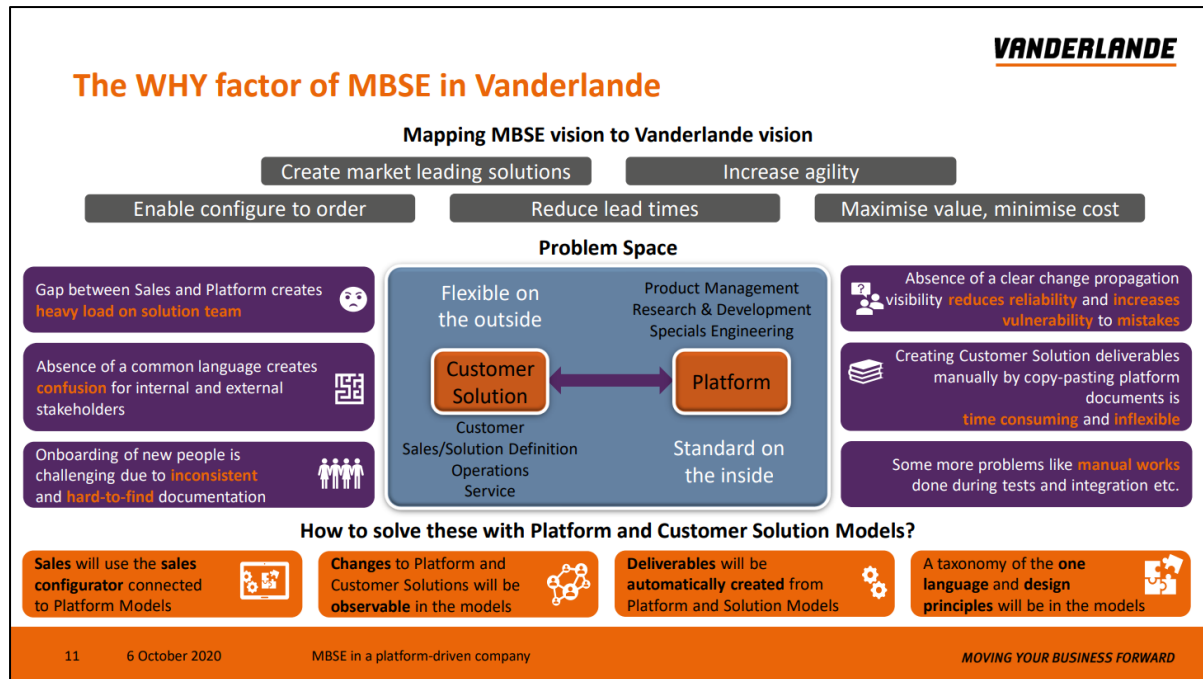 VANDERLANDE
The WHY factor of MBSE in Vanderlande
Mapping MBSE vision to Vanderlande vision
Create market leading solutions
Increase agility
Enable configure to order
Reduce lead times
Maximise value, minimise cost
Problem Space
Gap between Sales and Platform creates
heavy load on solution team
Absence of a common language creates
confusion for internal and external
stakeholders
Onboarding of new people is
challenging due to inconsistent
and hard-to-find documentation
Flexible on
the outside
Customer
Solution
Customer
Sales/Solution Definition
Operations
Service
Product Management
Research & Development
Specials Engineering
Platform
Standard on
the inside
?
Absence of a clear change propagation
visibility reduces reliability and increases
vulnerability to mistakes
Creating Customer Solution deliverables
manually by copy-pasting platform
documents is
time consuming and inflexible
Some more problems like manual works
done during tests and integration etc.
How to solve these with Platform and Customer Solution Models?
Sales will use the sales
configurator connected
to Platform Models
Changes to Platform and
Customer Solutions will be
observable in the models
Deliverables will be
automatically created from
Platform and Solution Models
A taxonomy of the one
language and design
principles will be in the models
11
6 October 2020
MBSE in a platform-driven company
MOVING YOUR BUSINESS FORWARD